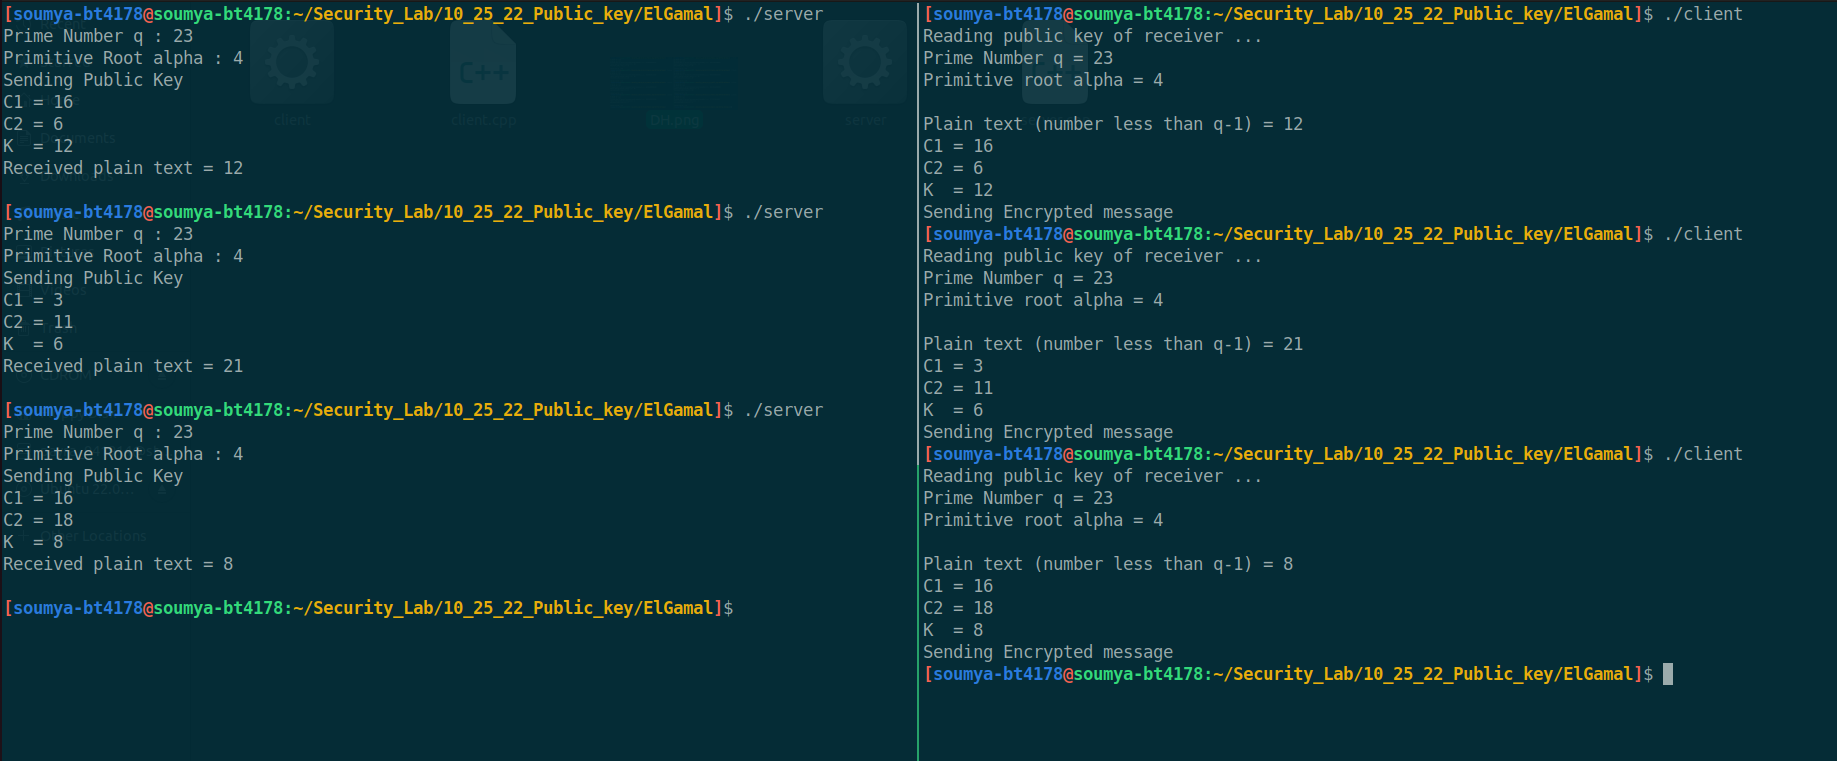 [soumya-bt4178@soumya-bt4178:~/Security_Lab/10_25_22_Public_key/ElGamal]$ ./server
Prime Number q : 23
Primitive Root alpha : 4
Sending Public Key
C1 = 16
C2 = 6
K  = 12
Received plain text = 12
[soumya-bt4178@soumya-bt4178:~/Security_Lab/10_25_22_Public_key/ElGamal]$ ./server
Prime Number q : 23
Primitive Root alpha : 4
Sending Public Key
C1 = 3
C2 = 11
K  = 6
Received plain text = 21
[soumya-bt4178@soumya-bt4178:~/Security_Lab/10_25_22_Public_key/ElGamal]$ ./server
Prime Number q : 23
Primitive Root alpha : 4
Sending Public Key
C1 = 16
C2 = 18
K  = 8
Received plain text = 8
[soumya-bt4178@soumya-bt4178:~/Security_Lab/10_25_22_Public_key/ElGamal]$
[soumya-bt4178@soumya-bt4178:~/Security_Lab/10_25_22_Public_key/ElGamal]$ ./client
Reading public key of receiver ...
Prime Number q = 23
Primitive root alpha = 4
Plain text (number less than q-1) = 12
C1 = 16
C2 = 6
K  = 12
Sending Encrypted message
[soumya-bt4178@soumya-bt4178:~/Security_Lab/10_25_22_Public_key/ElGamal]$ ./client
Reading public key of receiver ...
Prime Number q = 23
Primitive root alpha = 4
Plain text (number less than q-1) = 21
C1 = 3
C2 = 11
K  = 6
Sending Encrypted message
[soumya-bt4178@soumya-bt4178:~/Security_Lab/10_25_22_Public_key/ElGamal]$ ./client
Reading public key of receiver ...
Prime Number q = 23
Primitive root alpha = 4
Plain text (number less than q-1) = 8
C1 = 16
C2 = 18
K  = 8
Sending Encrypted message
[soumya-bt4178@soumya-bt4178:~/Security_Lab/10_25_22_Public_key/ElGamal]$
C++
client
client.cpp
DH.png
server
Documents
Other Locations